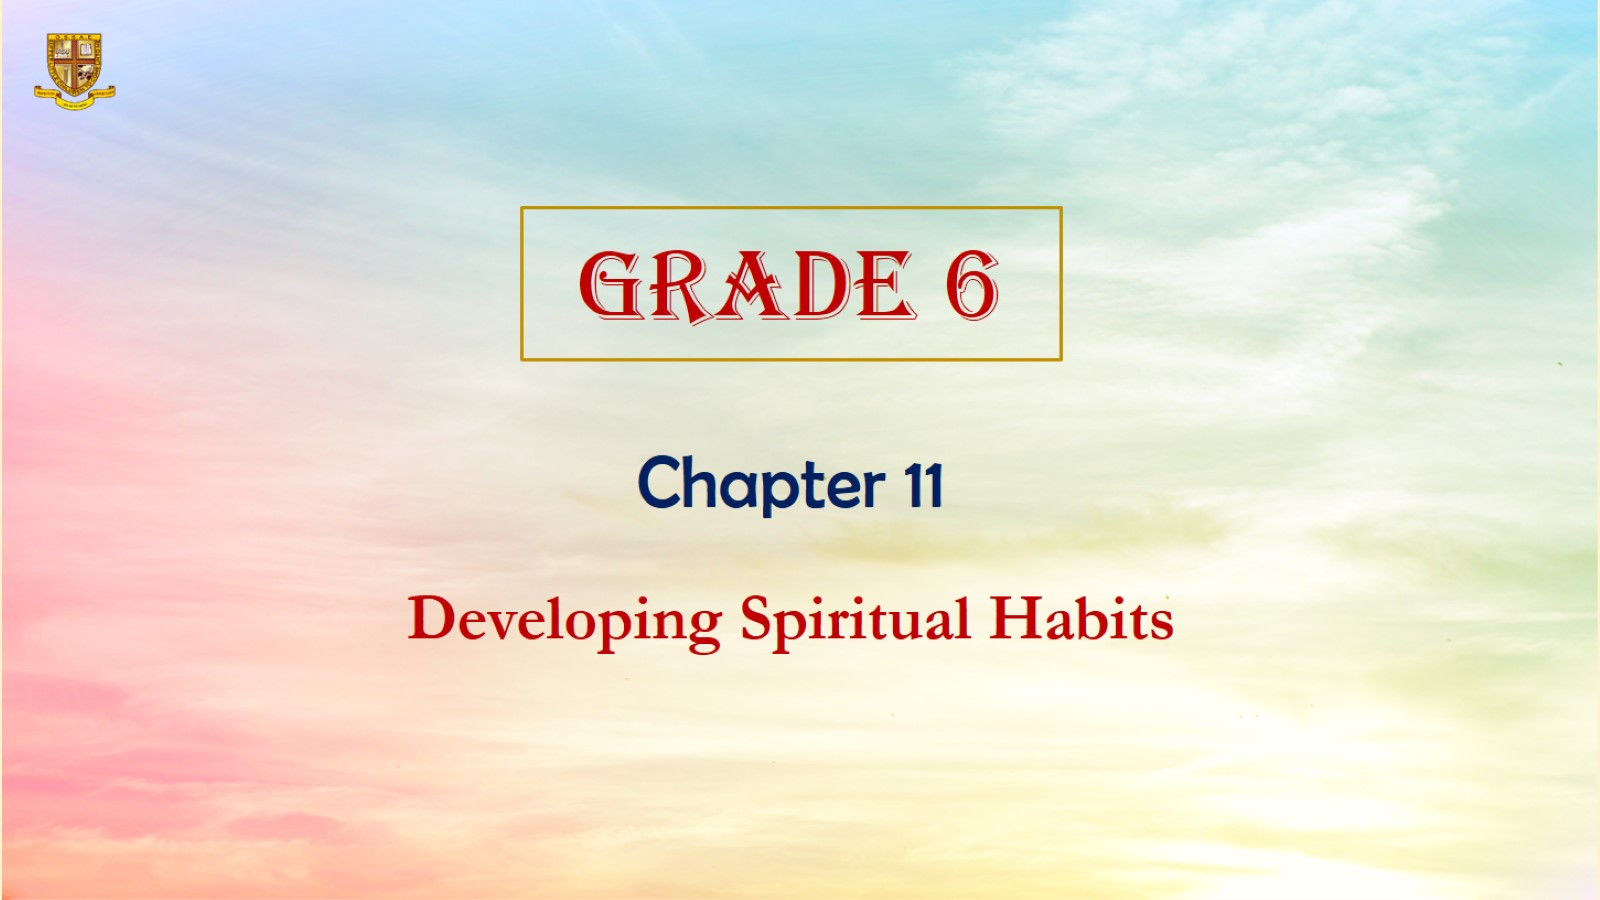 GRADE 6
Chapter 11
Developing Spiritual Habits